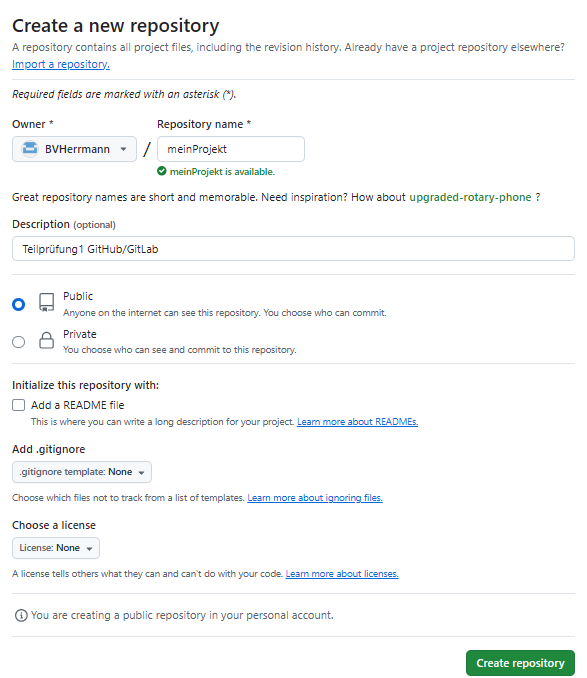 Create a new repository
A repository contains all project files, including the revision history. Already have a project repository elsewhere?
Import a repository.
Required fields are marked with an asterisk (*).
Owner * Repository name *
BVHerrmann / meinProjekt
meinProjekt is available.
Great repository names are short and memorable. Need inspiration? How about upgraded-rotary-phone ?
Description (optional)
Teilprüfung1 GitHub/GitLab
Public
Anyone on the internet can see this repository. You choose who can commit.
Private
You choose who can see and commit to this repository.
Initialize this repository with:
Add a README file
This is where you can write a long description for your project. Learn more about READMEs.
Add .gitignore
.gitignore template: None
Choose which files not to track from a list of templates. Learn more about ignoring files.
Choose a license
License: None
A license tells others what they can and can't do with your code. Learn more about licenses.
You are creating a public repository in your personal account.
Create repository